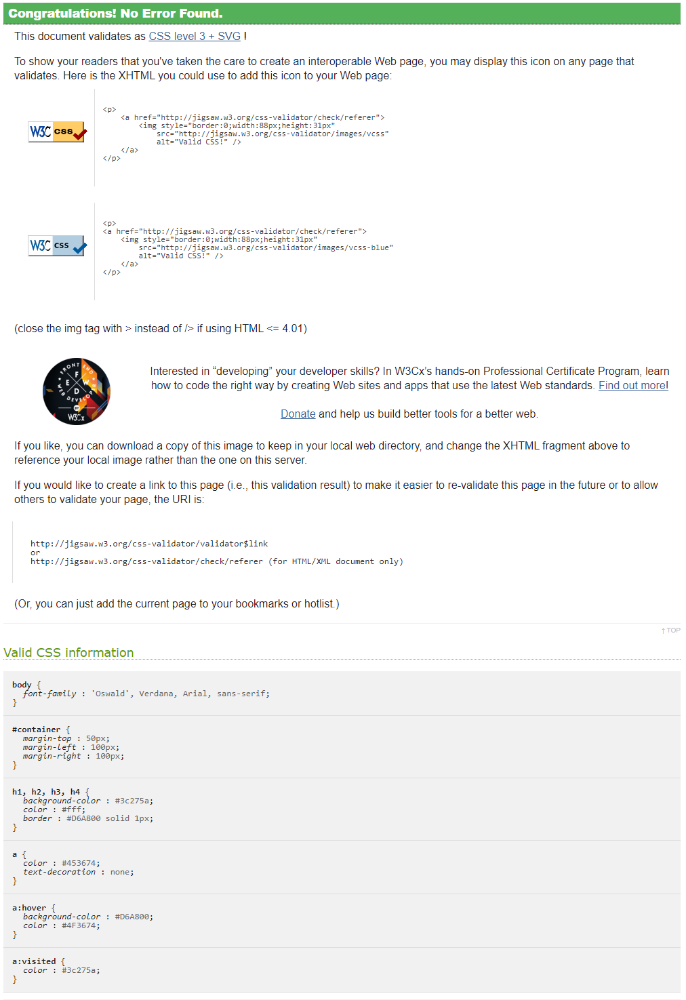 Congratulations! No Error Found.
This document validates as CSS level 3 + SVG !
To show your readers that you've taken the care to create an interoperable Web page, you may display this icon on any page that
validates. Here is the XHTML you could use to add this icon to your Web page:
W3C css
<p>
<a href="http://jigsaw.w3.org/css-validator/check/referer">
<img style="border:0;width:88px;height:31px"
src="http://jigsaw.w3.org/css-validator/images/vcss"
alt="Valid CSS!" />
</a>
</p>
W3C css
<p>
<a href="http://jigsaw.w3.org/css-validator/check/referer">
<img style="border:0;width:88px;height:31px"
src="http://jigsaw.w3.org/css-validator/images/vcss-blue"
alt="Valid CSS!" />
</a>
</p>
(close the img tag with > instead of /> if using HTML <= 4.01)
FRONT END
WEB DEVELOPER
F
E W
D
BY
W3Cx
Interested in “developing” your developer skills? In W3Cx’s hands-on Professional Certificate Program, learn
how to code the right way by creating Web sites and apps that use the latest Web standards. Find out more!
Donate and help us build better tools for a better web.
If you like, you can download a copy of this image to keep in your local web directory, and change the XHTML fragment above to
reference your local image rather than the one on this server.
If you would like to create a link to this page (i.e., this validation result) to make it easier to re-validate this page in the future or to allow
others to validate your page, the URI is:
http://jigsaw.w3.org/css-validator/validator$link
or
http://jigsaw.w3.org/css-validator/check/referer (for HTML/XML document only)
(Or, you can just add the current page to your bookmarks or hotlist.)
↑ TOP
Valid CSS information
body {
font-family : 'Oswald', Verdana, Arial, sans-serif;
}
#container {
margin-top : 50px;
margin-left : 100px;
margin-right : 100px;
}
h1, h2, h3, h4 {
background-color : #3c275a;
color : #fff;
border : #D6A800 solid 1px;
}
a {
color : #453674;
text-decoration : none;
}
a:hover {
background-color : #D6A800;
color : #4F3674;
}
a:visited {
color : #3c275a;
}